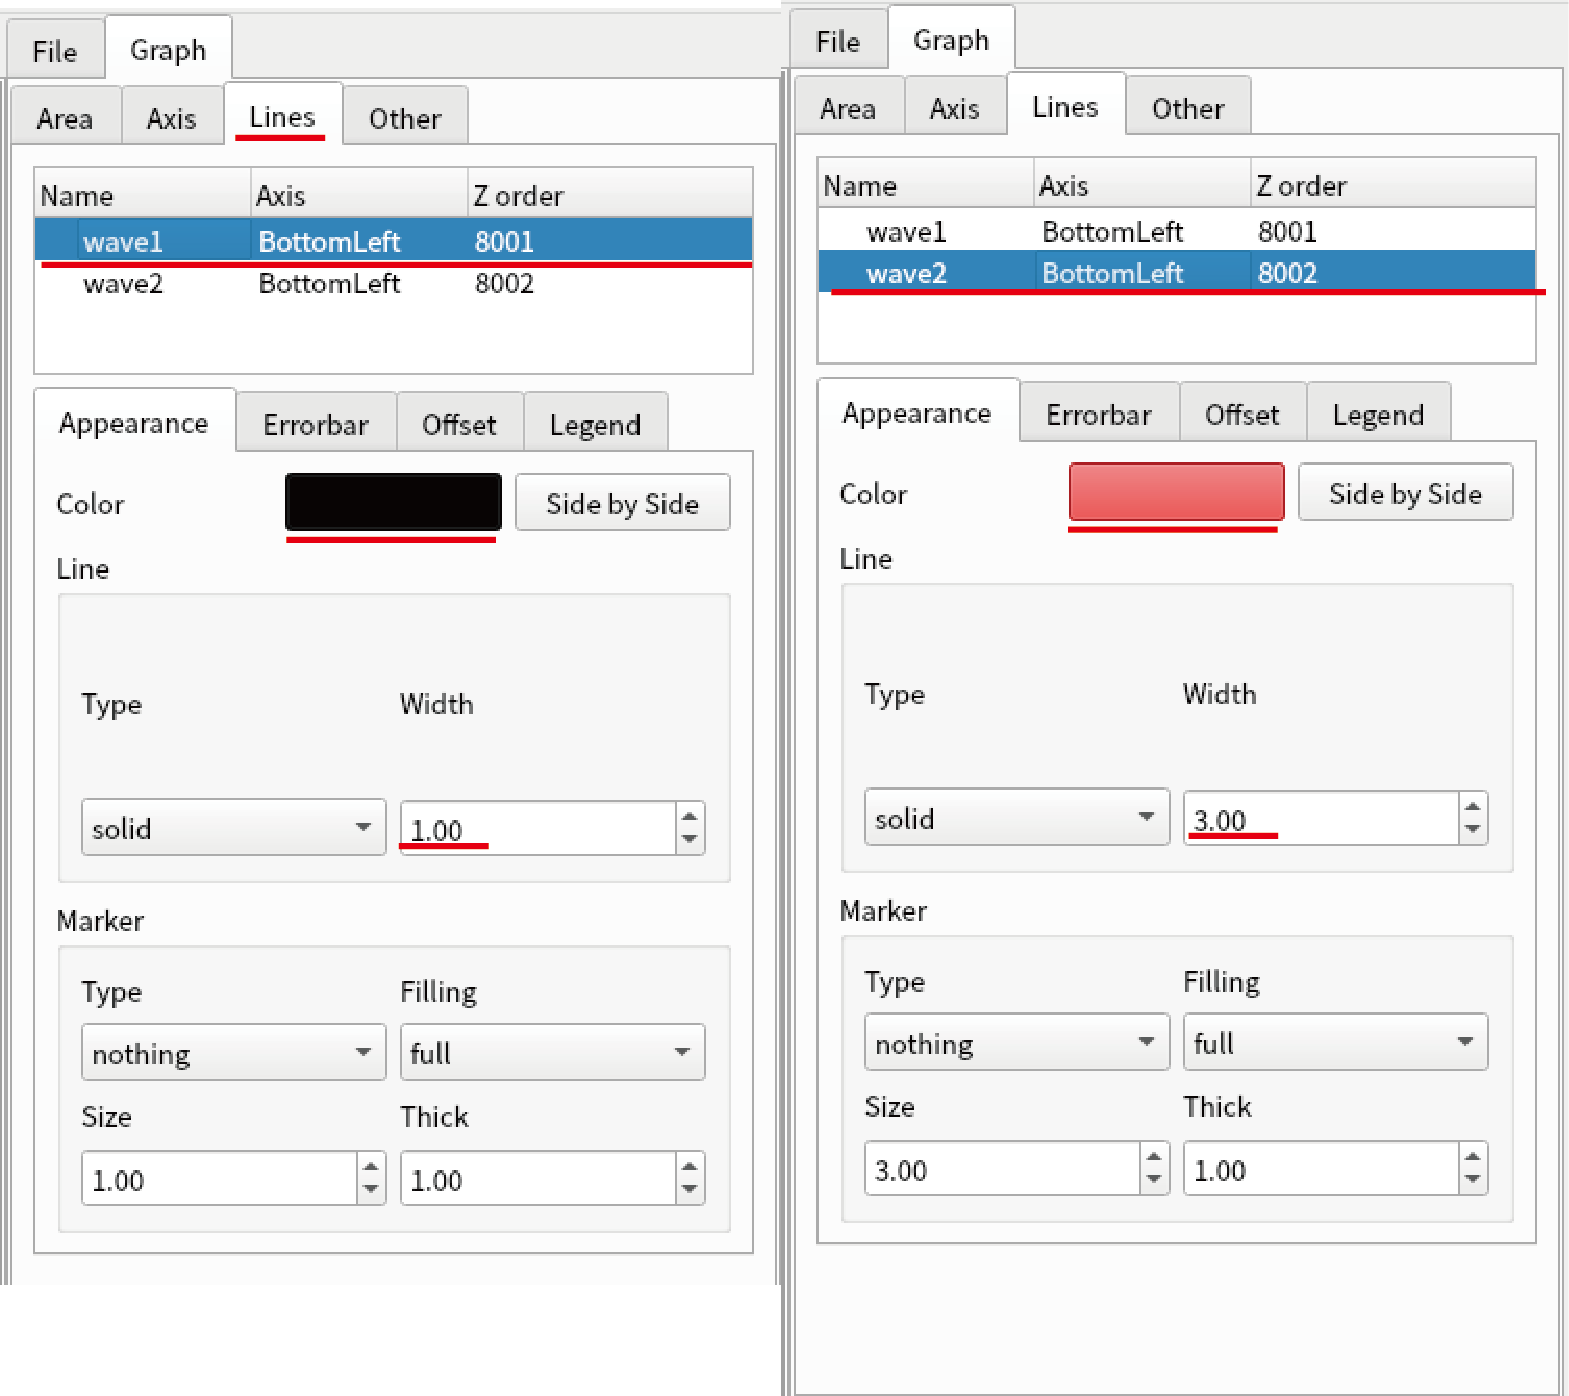 File Graph
Area Axis Lines Other
Name Axis Z order
wave1 BottomLeft 8001
wave2 BottomLeft 8002
Appearance Errorbar Offset Legend
Color Side by Side
Line
Type Width
solid 1.00
Marker
Type Filling
nothing full
Size Thick
1.00 1.00
File Graph
Area Axis Lines Other
Name Axis Z order
wave1 BottomLeft 8001
wave2 BottomLeft 8002
Appearance Errorbar Offset Legend
Color Side by Side
Line
Type Width
solid 3.00
Marker
Type Filling
nothing full
Size Thick
3.00 1.00